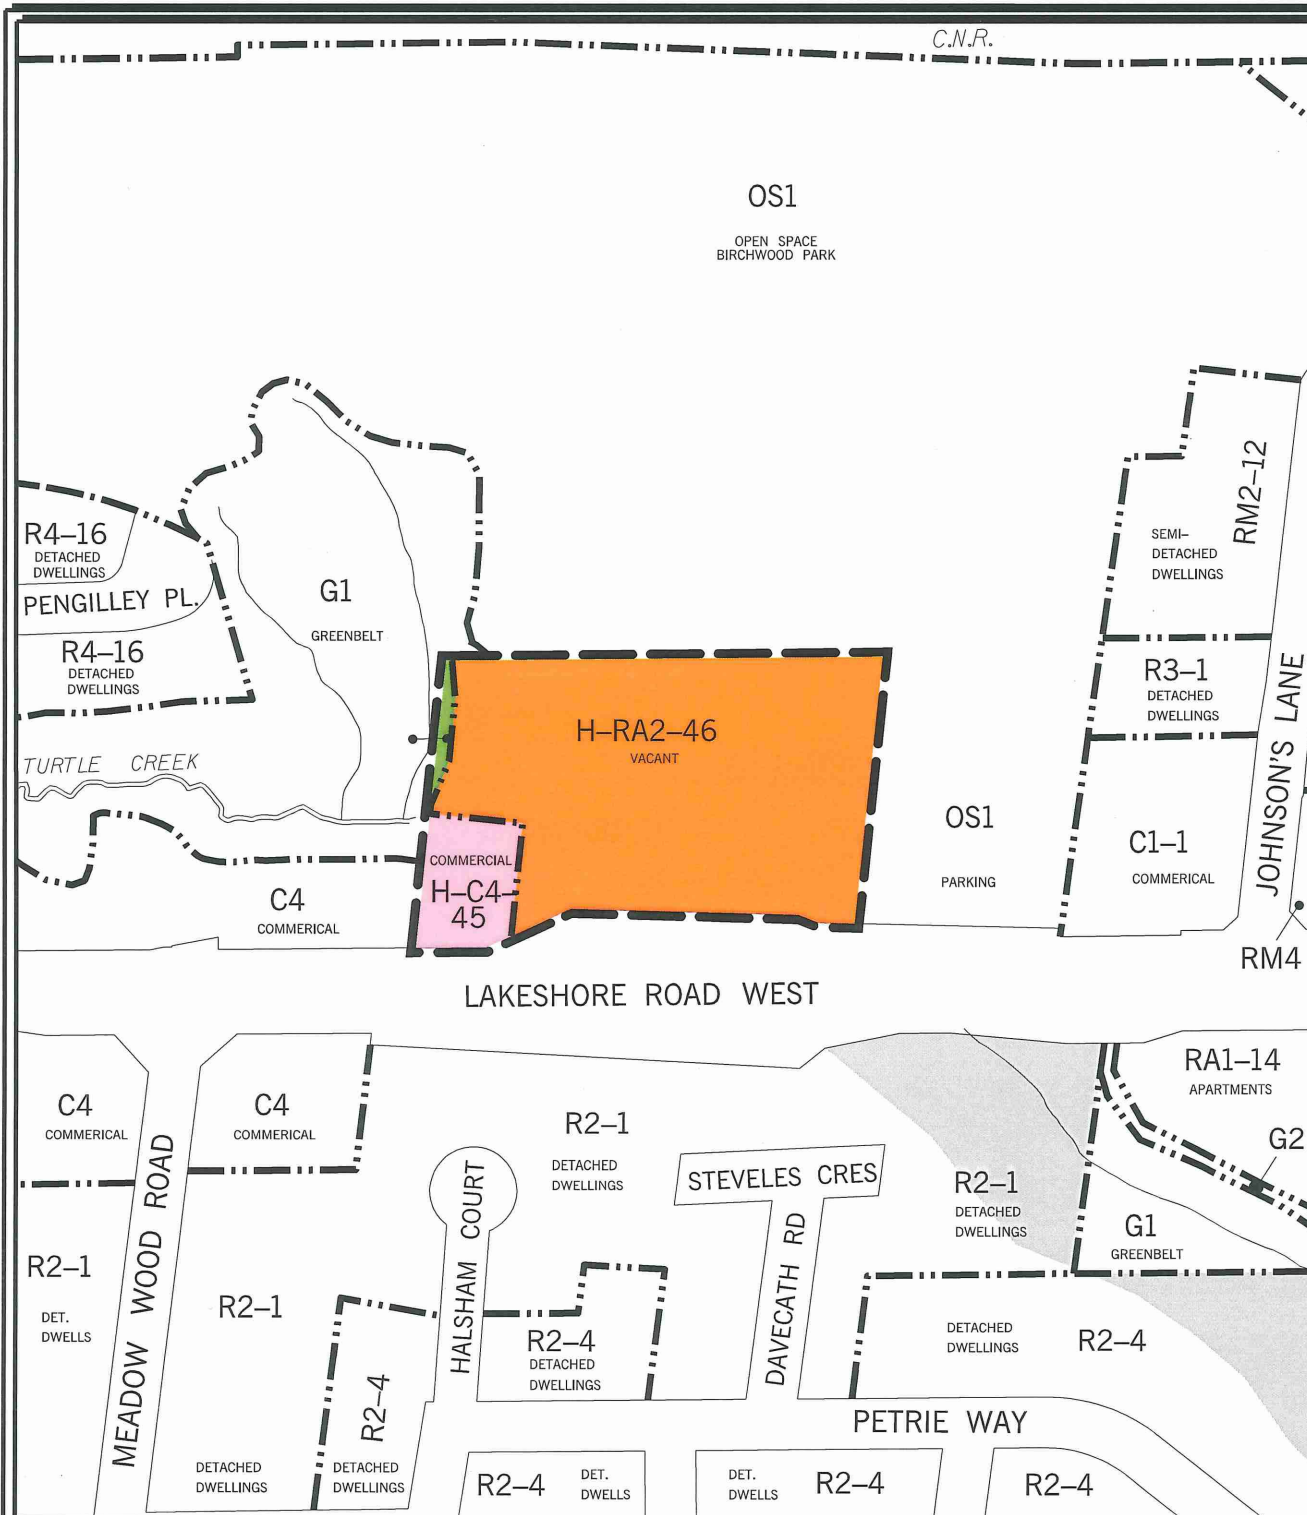 C.N.R.
OS1
OPEN SPACE
BIRCHWOOD PARK
RM2–12
SEMI-
DETACHED
DWELLINGS
R4–16
DETACHED
DWELLINGS
PENGILLEY PL.
R4–16
DETACHED
DWELLINGS
G1
GREENBELT
R3–1
DETACHED
DWELLINGS
JOHNSON'S LANE
H–RA2–46
VACANT
TURTLE CREEK
OS1
PARKING
C1–1
COMMERICAL
COMMERCIAL
H–C4–
45
C4
COMMERICAL
RM4
LAKESHORE ROAD WEST
RA1–14
APARTMENTS
G2
C4
COMMERICAL
C4
COMMERICAL
R2–1
DETACHED
DWELLINGS
STEVELES CRES
R2–1
DETACHED
DWELLINGS
G1
GREENBELT
MEADOW WOOD ROAD
HALSHAM COURT
DAVECATH RD
R2–1
DET.
DWELLS
R2–1
DETACHED
DWELLINGS
R2–4
DETACHED
DWELLINGS
R2–4
DETACHED
DWELLINGS
DETACHED
DWELLINGS
R2–4
PETRIE WAY
R2–4
DET.
DWELLS
DET.
DWELLS
R2–4
R2–4